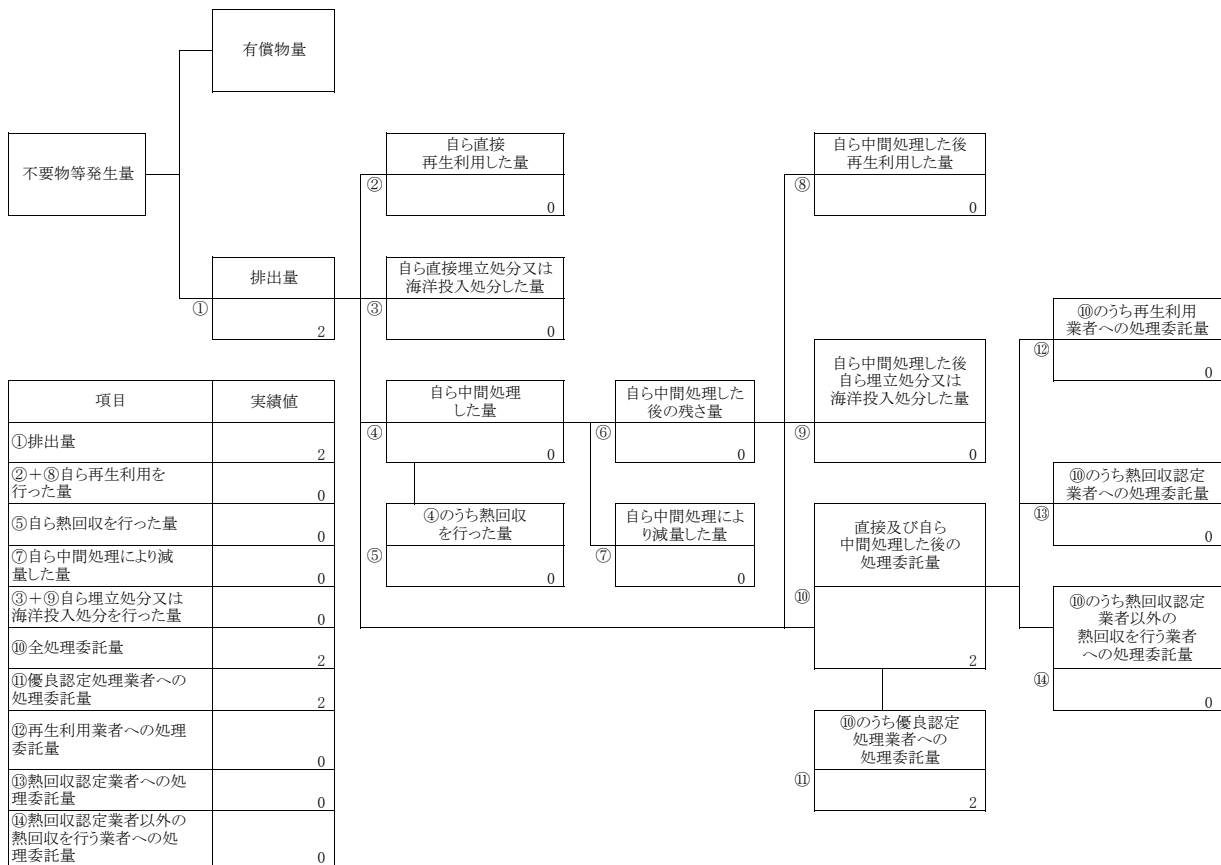 有償物量
不要物等発生量
自ら直接
再生利用した量
②
0
自ら中間処理した後
再生利用した量
⑧
0
排出量
①
2
自ら直接埋立処分又は
海洋投入処分した量
③
0
⑩のうち再生利用
業者への処理委託量
⑫
0
自ら中間処理
した量
④
0
自ら中間処理した
後の残さ量
⑥
0
自ら中間処理した後
自ら埋立処分又は
海洋投入処分した量
⑨
0
⑩のうち熱回収認定
業者への処理委託量
⑬
0
④のうち熱回収
を行った量
⑤
0
自ら中間処理によ
り減量した量
⑦
0
直接及び自ら
中間処理した後の
処理委託量
⑩
2
⑩のうち熱回収認定
業者以外の
熱回収を行う業者
への処理委託量
⑭
0
⑩のうち優良認定
処理業者への
処理委託量
⑪
2
項目 実績値
①排出量
2
②＋⑧自ら再生利用を
行った量
0
⑤自ら熱回収を行った量
0
⑦自ら中間処理により減
量した量
0
③＋⑨自ら埋立処分又は
海洋投入処分を行った量
0
⑩全処理委託量
2
⑪優良認定処理業者への
処理委託量
2
⑫再生利用業者への処理
委託量
0
⑬熱回収認定業者への処
理委託量
0
⑭熱回収認定業者以外の
熱回収を行う業者への処
理委託量
0